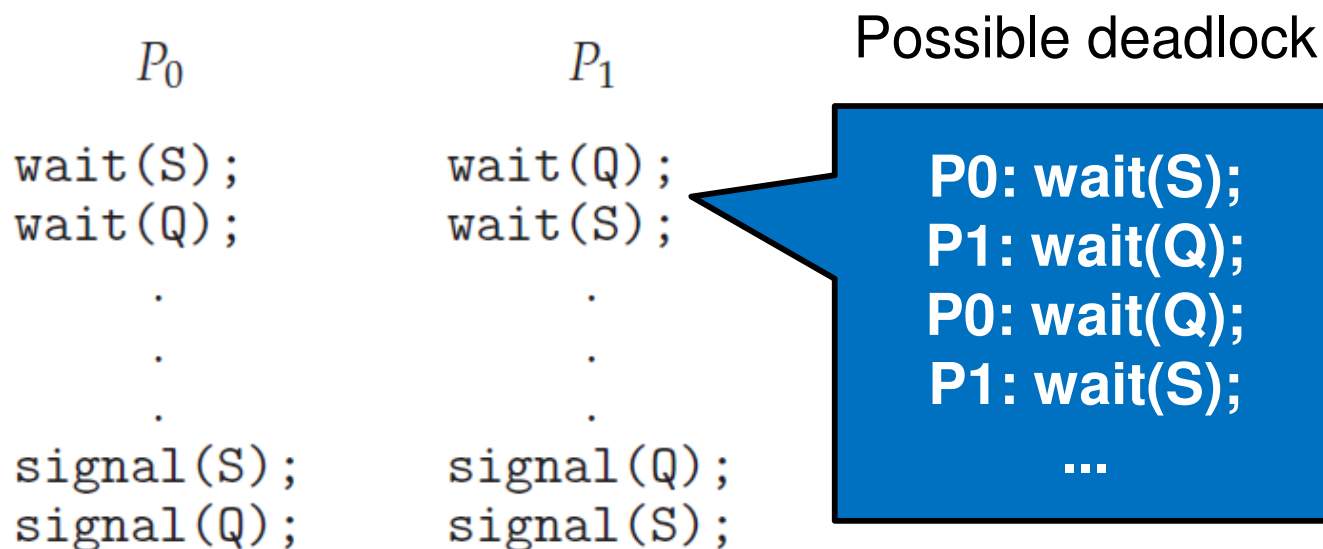 P0
wait(S);
wait(Q);
.
.
.
signal(S);
signal(Q);
P1
wait(Q);
wait(S);
.
.
.
signal(Q);
signal(S);
Possible deadlock
P0: wait(S);
P1: wait(Q);
P0: wait(Q);
P1: wait(S);
...